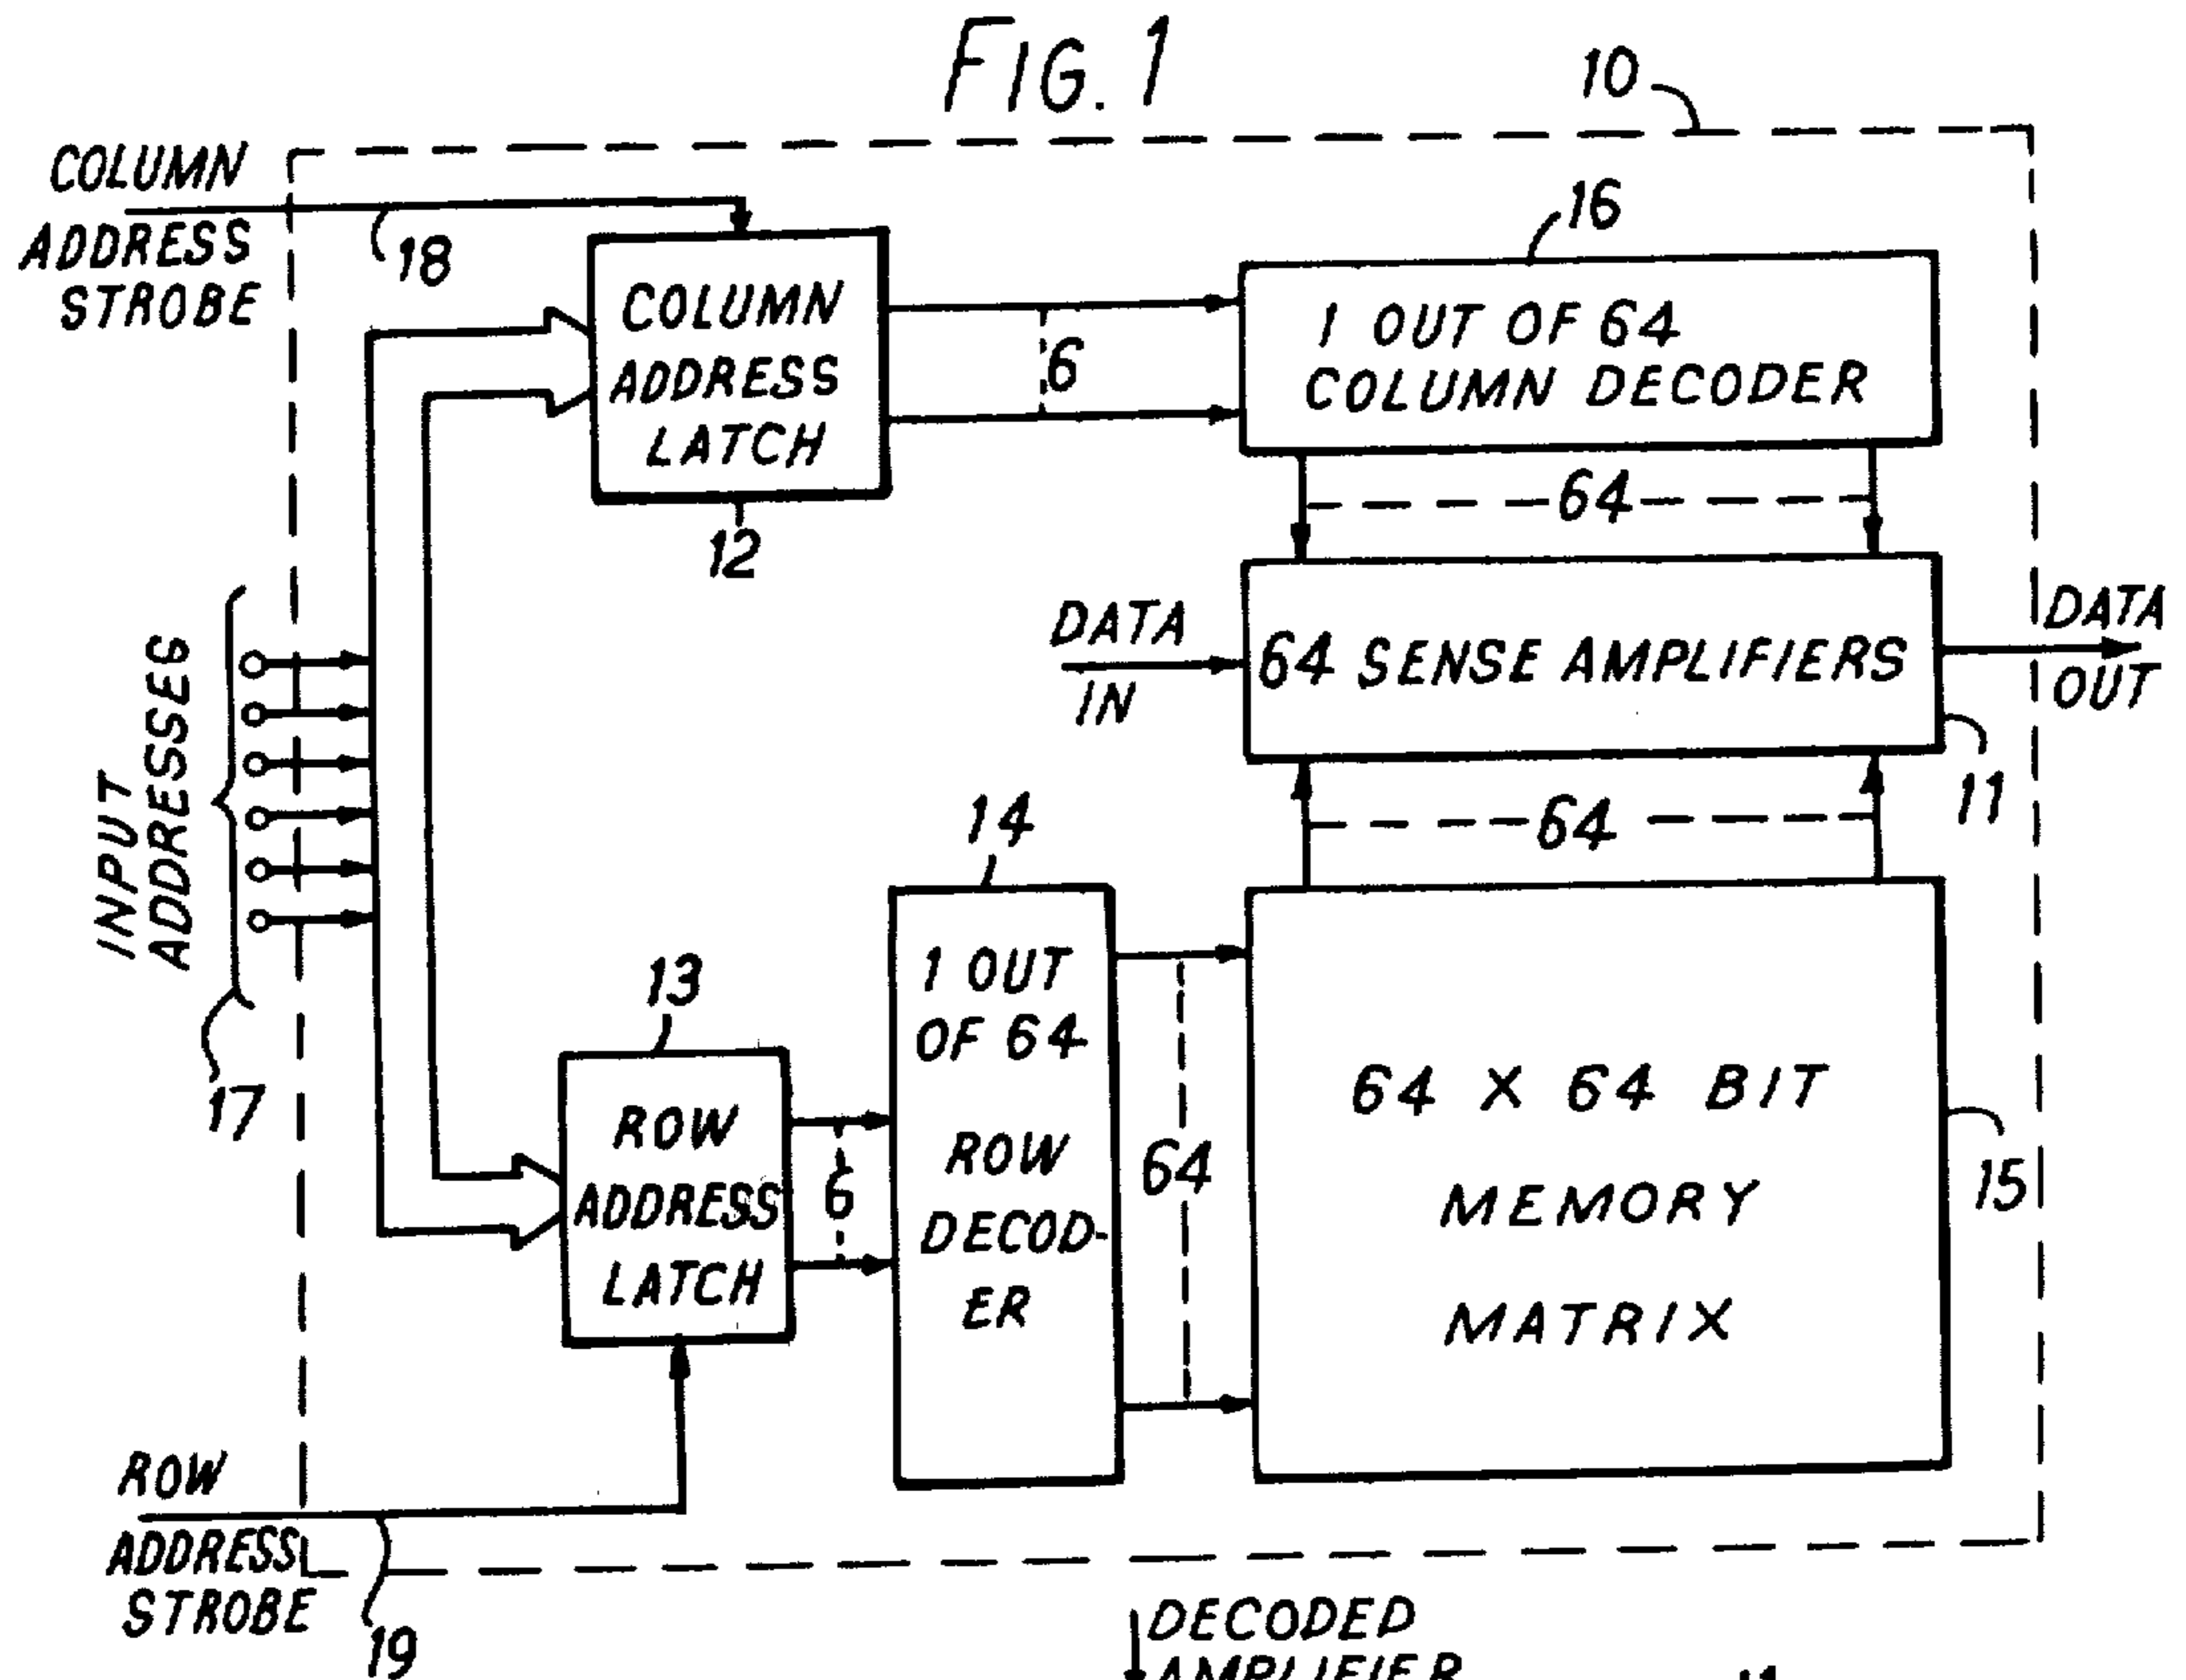 FIG. 1
10
COLUMN
ADDRESS
STROBE
18
COLUMN
ADDRESS
LATCH
12
6
16
1 OUT OF 64
COLUMN DECODER
64
DATA
IN
64 SENSE AMPLIFIERS
DATA
OUT
11
64
INPUT
ADDRESSES
17
13
ROW
ADDRESS
LATCH
6
14
1 OUT
OF 64
ROW
DECOD-
ER
64
64 X 64 BIT
MEMORY
MATRIX
15
ROW
ADDRESS
STROBE
19
DECODED
AMPLIFIER